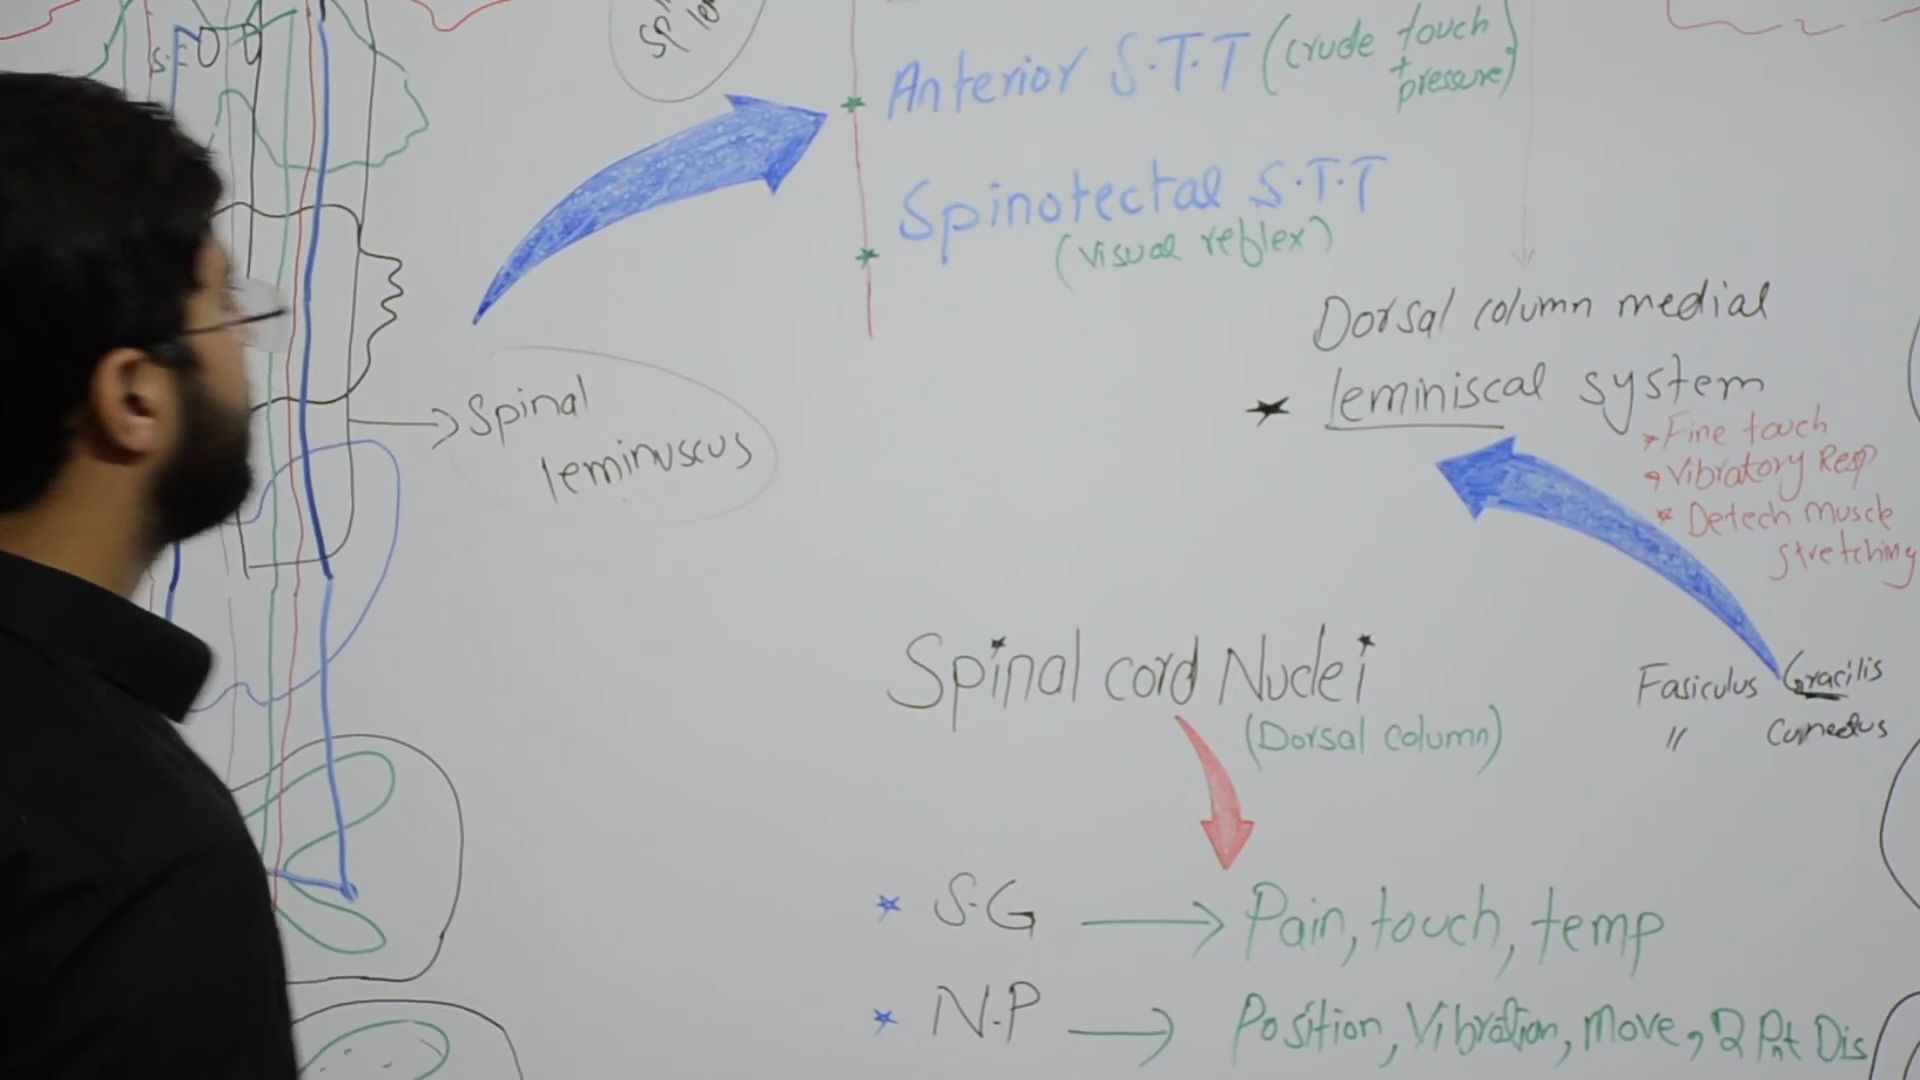 Anterior S.T.T (crude touch
+
pressure)
Spinotectal S.T.T
(visual reflex)
Dorsal column medial
leminiscal system
Fine touch
Vibratory Resp
Detech muscle
stretching
Spinal
leminuscus
Spinal cord Nuclei
(Dorsal column)
Fasiculus Gracilis
〃 Cuneatus
S.G → Pain, touch, temp
N.P → Position, Vibration, move, 2 Pnt Dis